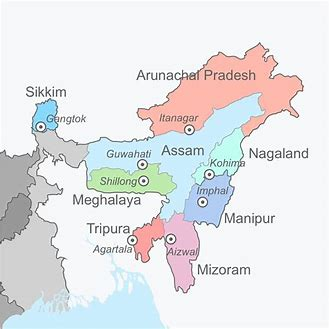 Arunachal Pradesh
Sikkim
Gangtok
Itanagar
Guwahati
Assam
Nagaland
Kohima
Shillong
Imphal
Meghalaya
Manipur
Tripura
Agartala
Aizwal
Mizoram